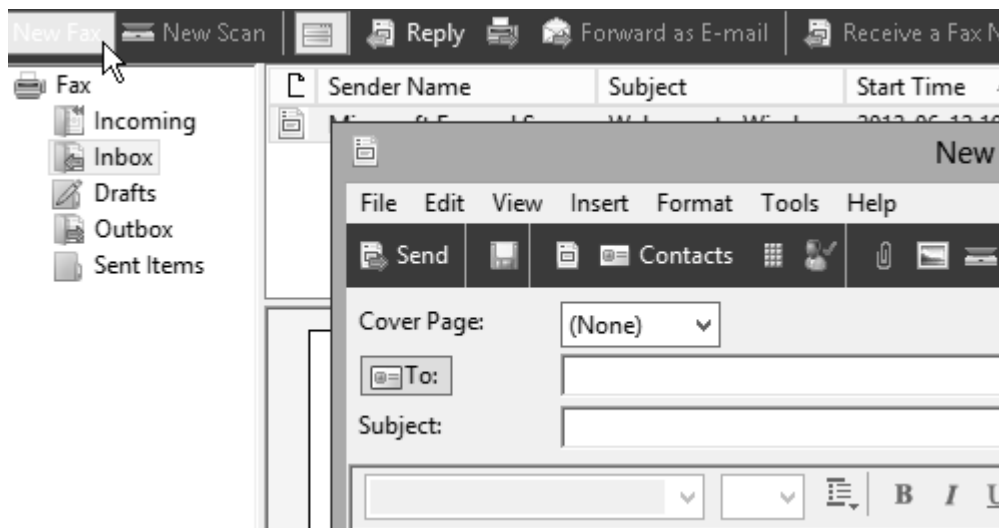 New Fax New Scan Reply Forward as E-mail Receive a Fax N
Fax
Incoming
Inbox
Drafts
Outbox
Sent Items
Sender Name Subject Start Time
New
File Edit View Insert Format Tools Help
Send Contacts
Cover Page: (None)
To:
Subject:
B I U